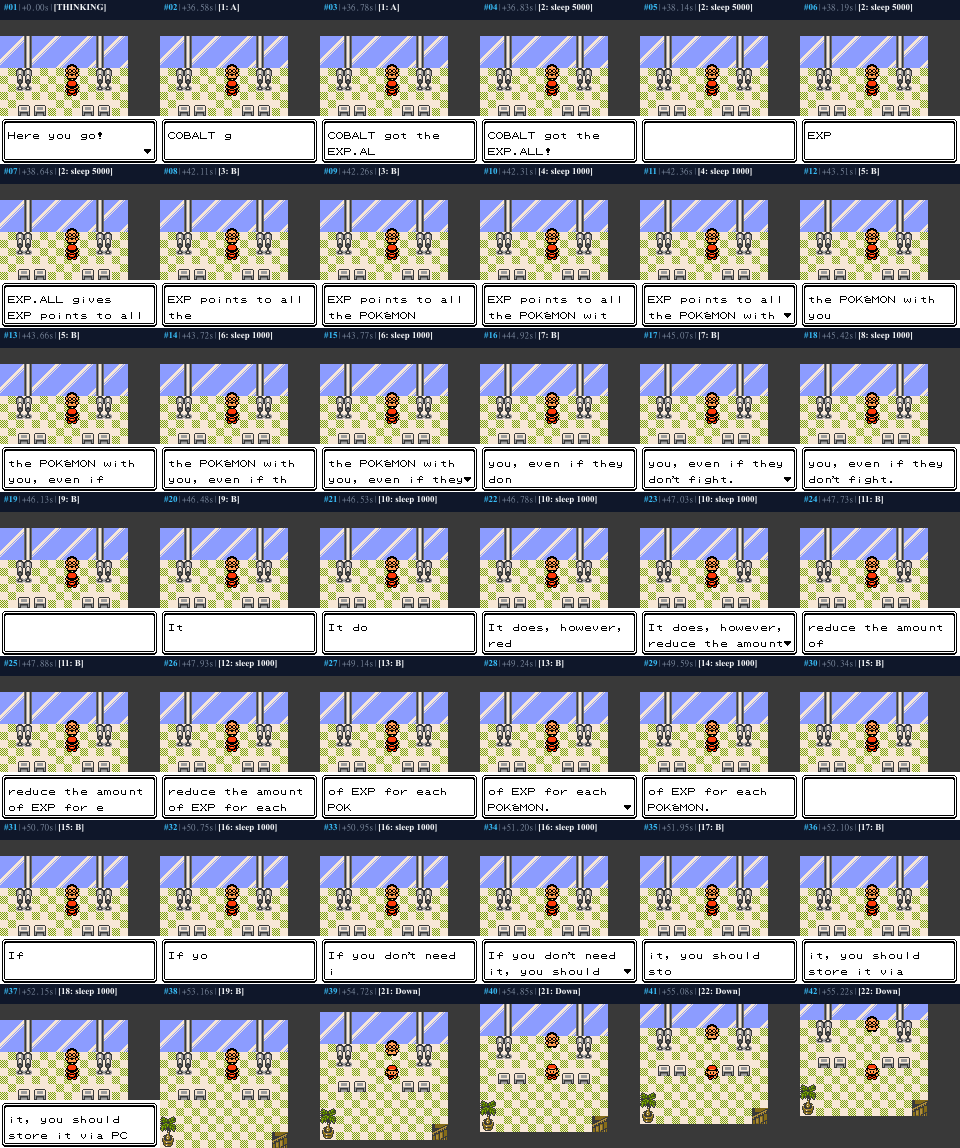 #01 | +0.00s | [THINKING]
#02 | +36.58s | [1: A]
#03 | +36.78s | [1: A]
#04 | +36.83s | [2: sleep 5000]
#05 | +38.14s | [2: sleep 5000]
#06 | +38.19s | [2: sleep 5000]
Here you go!
COBALT g
COBALT got the
EXP.AL
COBALT got the
EXP.ALL!
EXP
#07 | +38.64s | [2: sleep 5000]
#08 | +42.11s | [3: B]
#09 | +42.26s | [3: B]
#10 | +42.31s | [4: sleep 1000]
#11 | +42.36s | [4: sleep 1000]
#12 | +43.51s | [5: B]
EXP.ALL gives
EXP points to all
EXP points to all
the
EXP points to all
the POKéMON
EXP points to all
the POKéMON wit
EXP points to all
the POKéMON with
the POKéMON with
you
#13 | +43.66s | [5: B]
#14 | +43.72s | [6: sleep 1000]
#15 | +43.77s | [6: sleep 1000]
#16 | +44.92s | [7: B]
#17 | +45.07s | [7: B]
#18 | +45.42s | [8: sleep 1000]
the POKéMON with
you, even if
the POKéMON with
you, even if th
the POKéMON with
you, even if they
you, even if they
don
you, even if they
don't fight.
you, even if they
don't fight.
#19 | +46.13s | [9: B]
#20 | +46.48s | [9: B]
#21 | +46.53s | [10: sleep 1000]
#22 | +46.78s | [10: sleep 1000]
#23 | +47.03s | [10: sleep 1000]
#24 | +47.73s | [11: B]
It
It do
It does, however,
red
It does, however,
reduce the amount
reduce the amount
of
#25 | +47.88s | [11: B]
#26 | +47.93s | [12: sleep 1000]
#27 | +49.14s | [13: B]
#28 | +49.24s | [13: B]
#29 | +49.59s | [14: sleep 1000]
#30 | +50.34s | [15: B]
reduce the amount
of EXP for e
reduce the amount
of EXP for each
of EXP for each
POK
of EXP for each
POKéMON.
of EXP for each
POKéMON.
#31 | +50.70s | [15: B]
#32 | +50.75s | [16: sleep 1000]
#33 | +50.95s | [16: sleep 1000]
#34 | +51.20s | [16: sleep 1000]
#35 | +51.95s | [17: B]
#36 | +52.10s | [17: B]
If
If yo
If you don't need
i
If you don't need
it, you should
it, you should
sto
it, you should
store it via
#37 | +52.15s | [18: sleep 1000]
#38 | +53.16s | [19: B]
#39 | +54.72s | [21: Down]
#40 | +54.85s | [21: Down]
#41 | +55.08s | [22: Down]
#42 | +55.22s | [22: Down]
it, you should
store it via PC